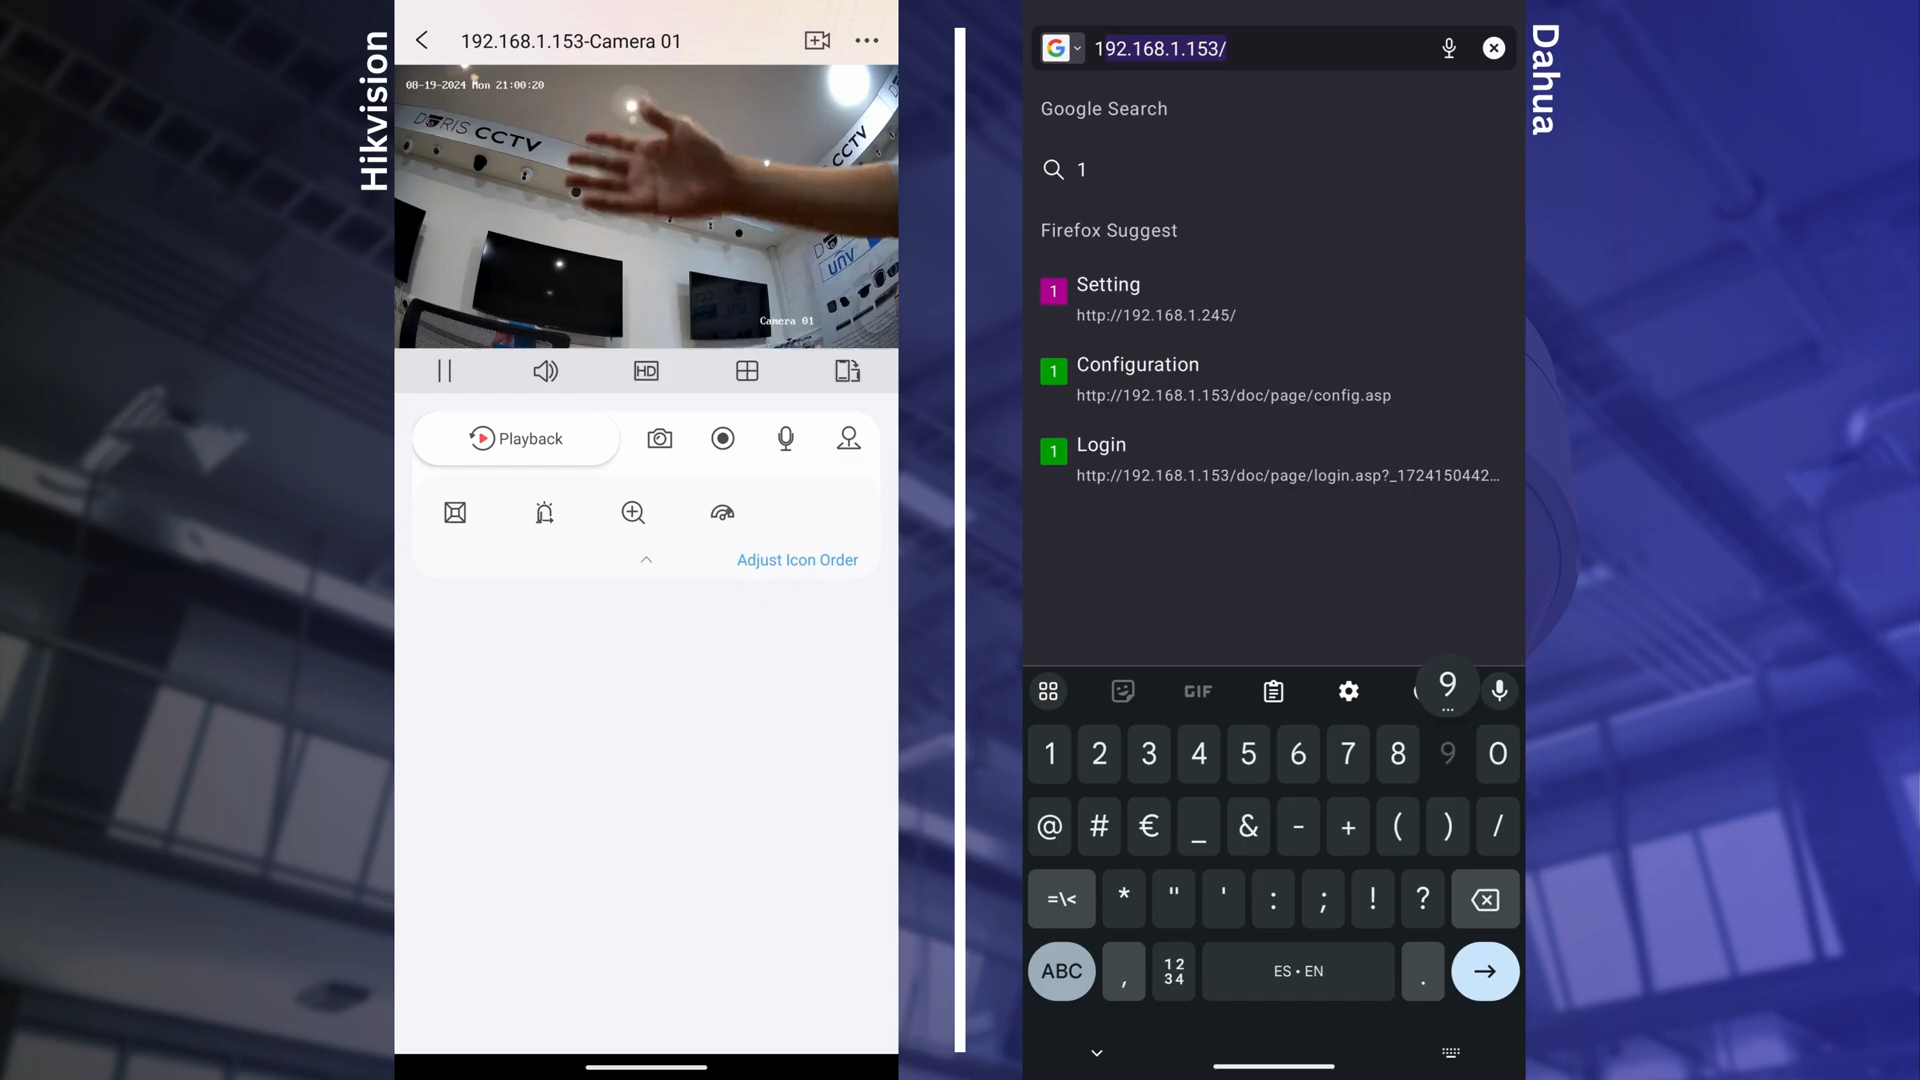 Hikvision
192.168.1.153-Camera 01
08-19-2024 Mon 21:00:20
DORIS CCTV
CCTV
unv
Camera 01
HD
Playback
Adjust Icon Order
Dahua
192.168.1.153/
Google Search
1
Firefox Suggest
1 Setting
http://192.168.1.245/
1 Configuration
http://192.168.1.153/doc/page/config.asp
1 Login
http://192.168.1.153/doc/page/login.asp?_1724150442...
GIF 9
1 2 3 4 5 6 7 8 9 0
@ # € _ & - + ( ) /
=\< * " ' : ; ! ?
ABC , 12 34 ES • EN .